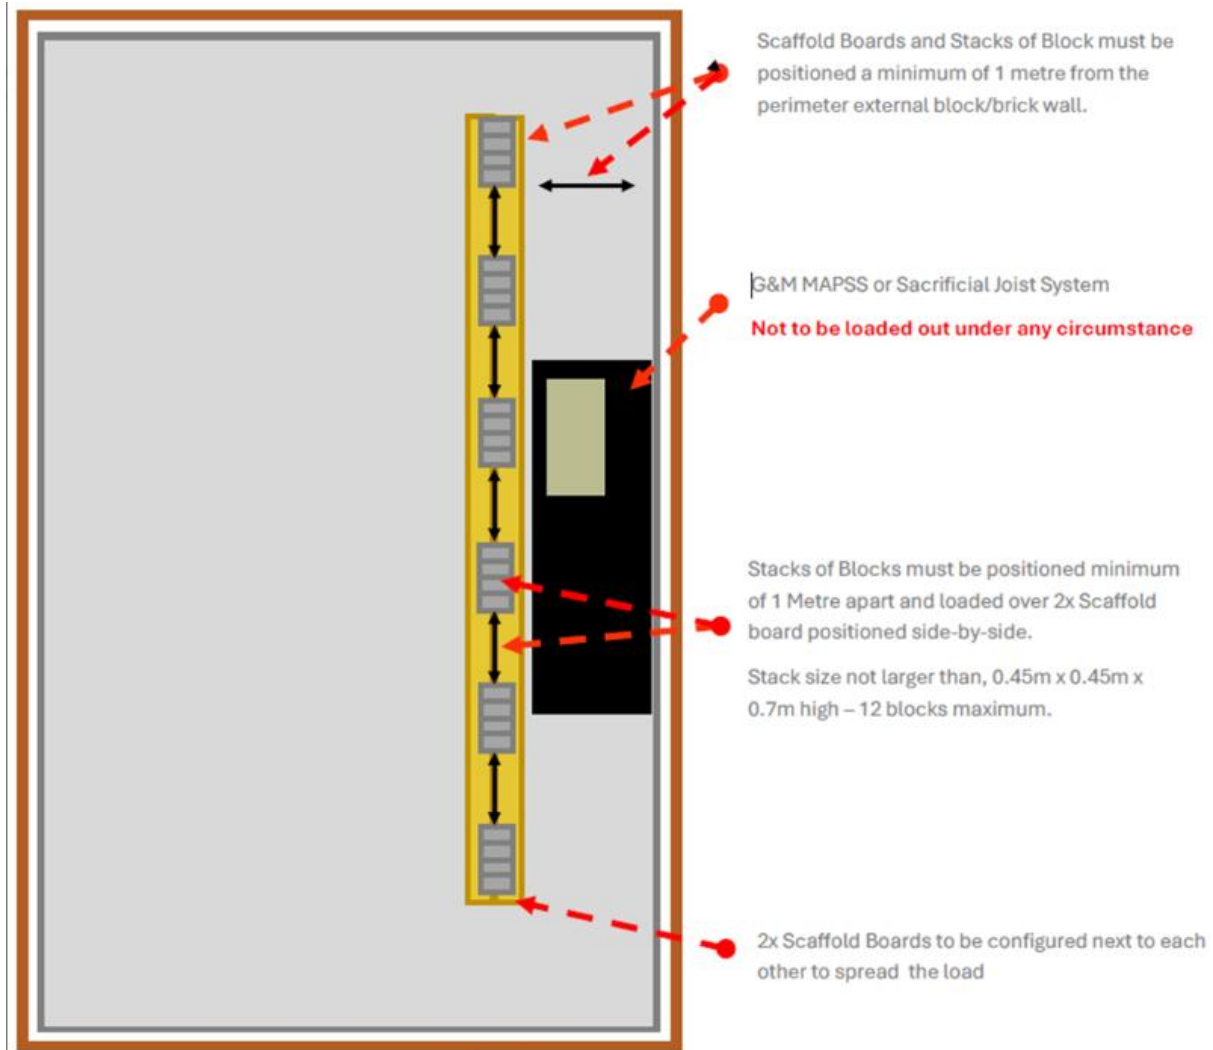 Scaffold Boards and Stacks of Block must be
positioned a minimum of 1 metre from the
perimeter external block/brick wall.
G&M MAPSS or Sacrificial Joist System
Not to be loaded out under any circumstance
Stacks of Blocks must be positioned minimum
of 1 Metre apart and loaded over 2x Scaffold
board positioned side-by-side.
Stack size not larger than, 0.45m x 0.45m x
0.7m high – 12 blocks maximum.
2x Scaffold Boards to be configured next to each
other to spread the load